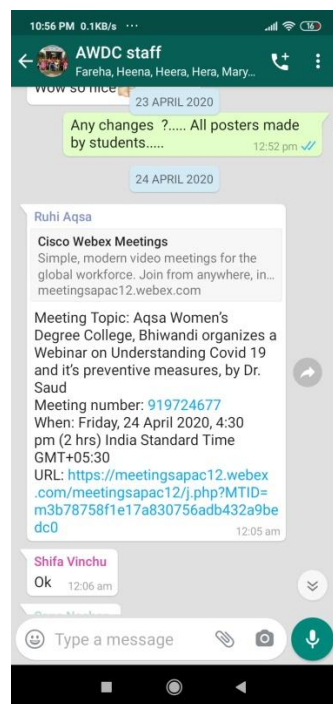 10:56 PM 0.1KB/s ...
16
AWDC staff
Fareha, Heena, Heera, Hera, Mary...
Wow so nice
23 APRIL 2020
Any changes ?..... All posters made
by students.....
12:52 pm
24 APRIL 2020
Ruhi Aqsa
Cisco Webex Meetings
Simple, modern video meetings for the
global workforce. Join from anywhere, in...
meetingsapac12.webex.com
Meeting Topic: Aqsa Women's
Degree College, Bhiwandi organizes a
Webinar on Understanding Covid 19
and it's preventive measures, by Dr.
Saud
Meeting number: 919724677
When: Friday, 24 April 2020, 4:30
pm (2 hrs) India Standard Time
GMT+05:30
URL: https://meetingsapac12.webex
.com/meetingsapac12/j.php?MTID=
m3b78758f1e17a830756adb432a9be
dc0
12:05 am
Shifa Vinchu
Ok 12:06 am
Type a message